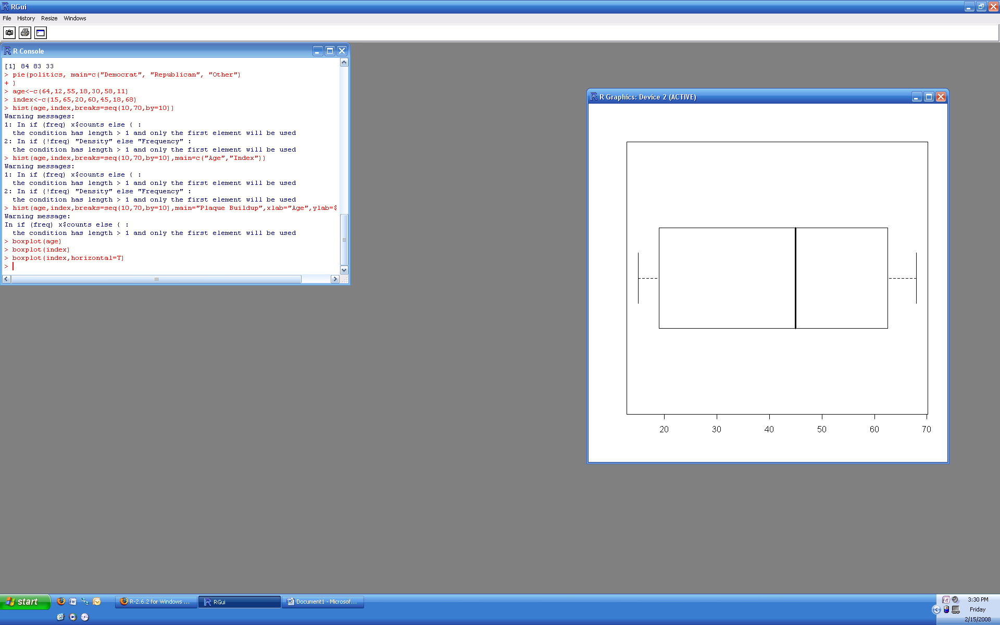 RGui
File History Resize Windows
R Console
[1] 84 83 33
> pie(politics, main=c("Democrat", "Republican", "Other")
+ )
> age<-c(64,12,55,18,30,58,11)
> index<-c(15,65,20,60,45,18,68)
> hist(age,index,breaks=seq(10,70,by=10))
Warning messages:
1: In if (freq) x$counts else { :
  the condition has length > 1 and only the first element will be used
2: In if (!freq) "Density" else "Frequency" :
  the condition has length > 1 and only the first element will be used
> hist(age,index,breaks=seq(10,70,by=10),main=c("Age","Index"))
Warning messages:
1: In if (freq) x$counts else { :
  the condition has length > 1 and only the first element will be used
2: In if (!freq) "Density" else "Frequency" :
  the condition has length > 1 and only the first element will be used
> hist(age,index,breaks=seq(10,70,by=10),main="Plaque Buildup",xlab="Age",ylab=$
Warning message:
In if (freq) x$counts else { :
  the condition has length > 1 and only the first element will be used
> boxplot(age)
> boxplot(index)
> boxplot(index,horizontal=T)
>
R Graphics: Device 2 (ACTIVE)
20 30 40 50 60 70
start
R-2.6.2 for Windows ...
RGui
Document1 - Microsof...
3:30 PM
Friday
2/15/2008